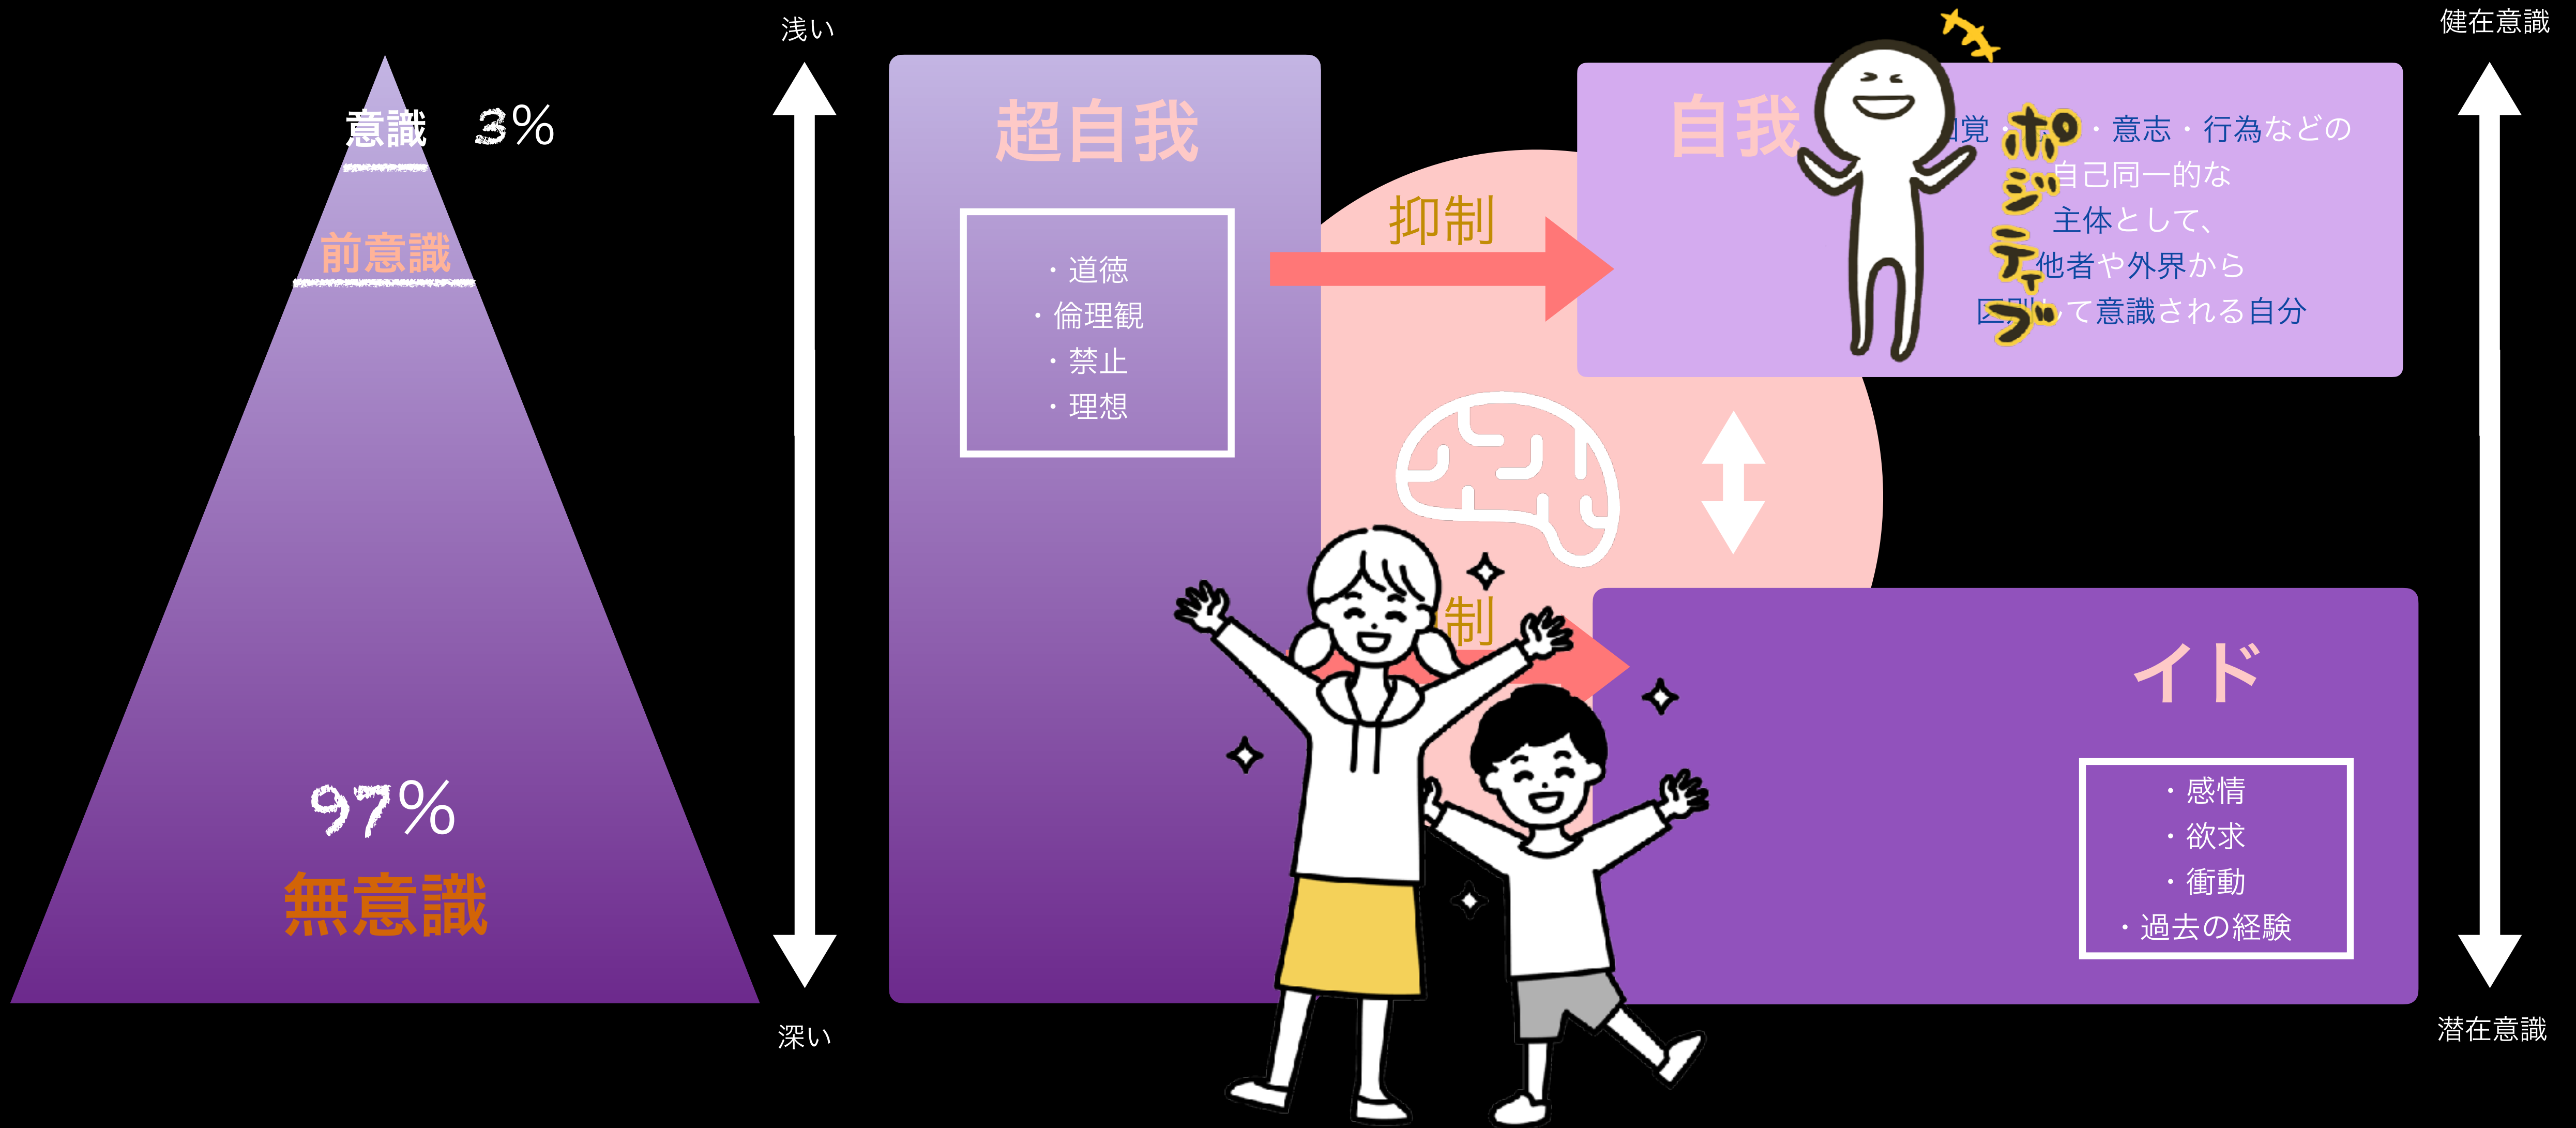 浅い
健在意識
意識 3%
前意識
97%
無意識
深い
超自我
・道徳
・倫理観
・禁止
・理想
抑制
自我
・意志・行為などの
自己同一的な
主体として、
他者や外界から
て意識される自分
ポジティブ
制
イド
・感情
・欲求
・衝動
・過去の経験
潜在意識